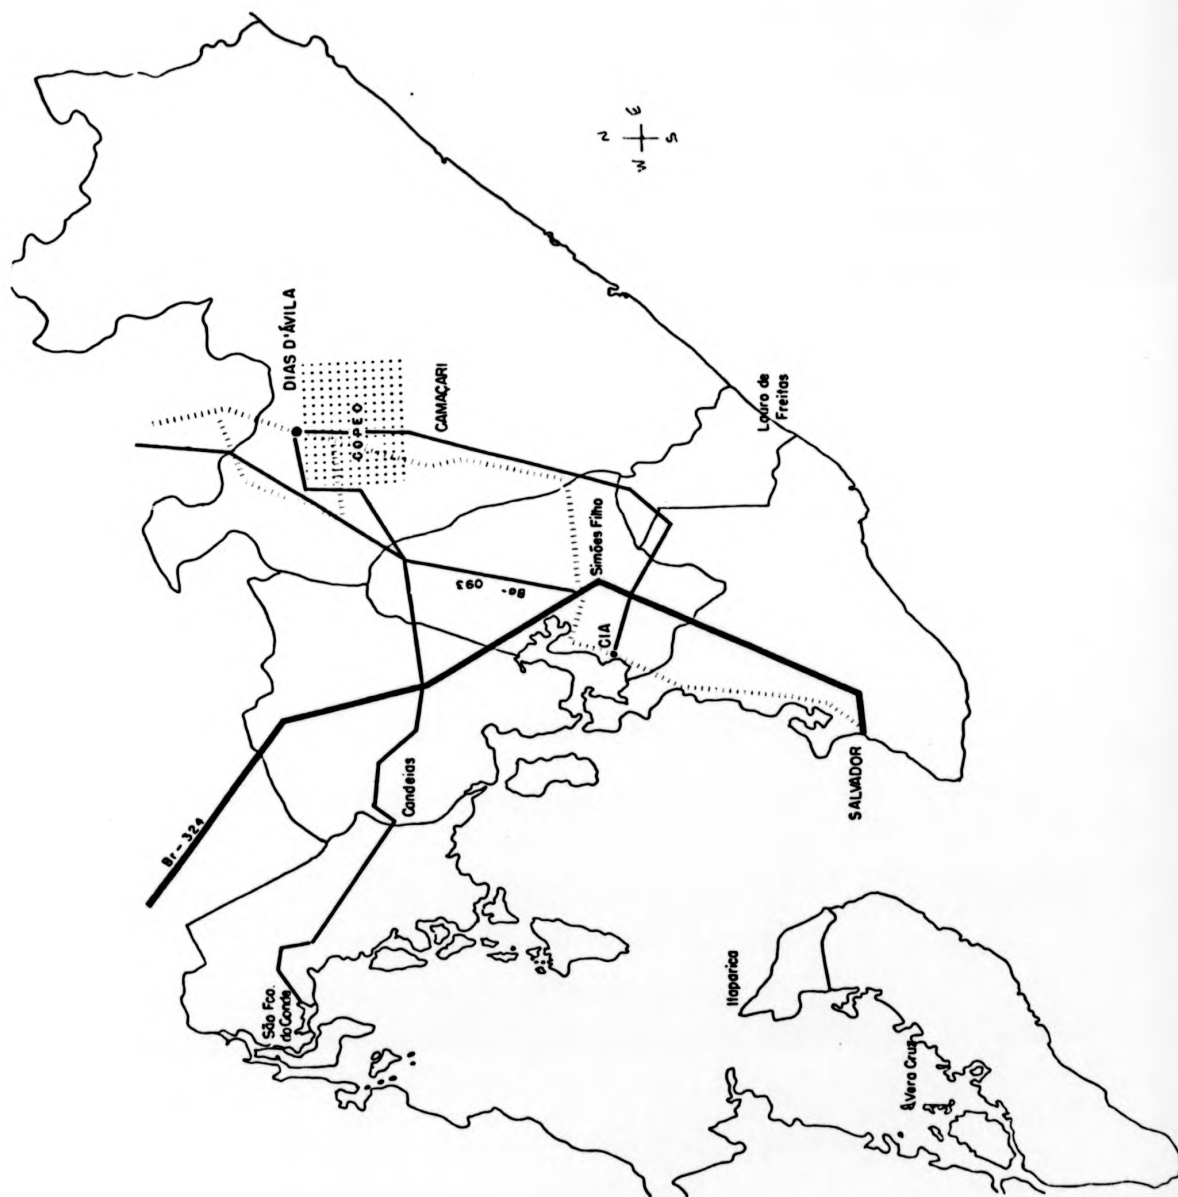 N
W
E
S
DIAS D'ÁVILA
COPEO
CAMAÇARI
Lauro de
Freitas
Simões Filho
Ba- 093
CIA
Br-324
Candeias
SALVADOR
São Fco.
do Conde
Itaparica
Vera Cruz